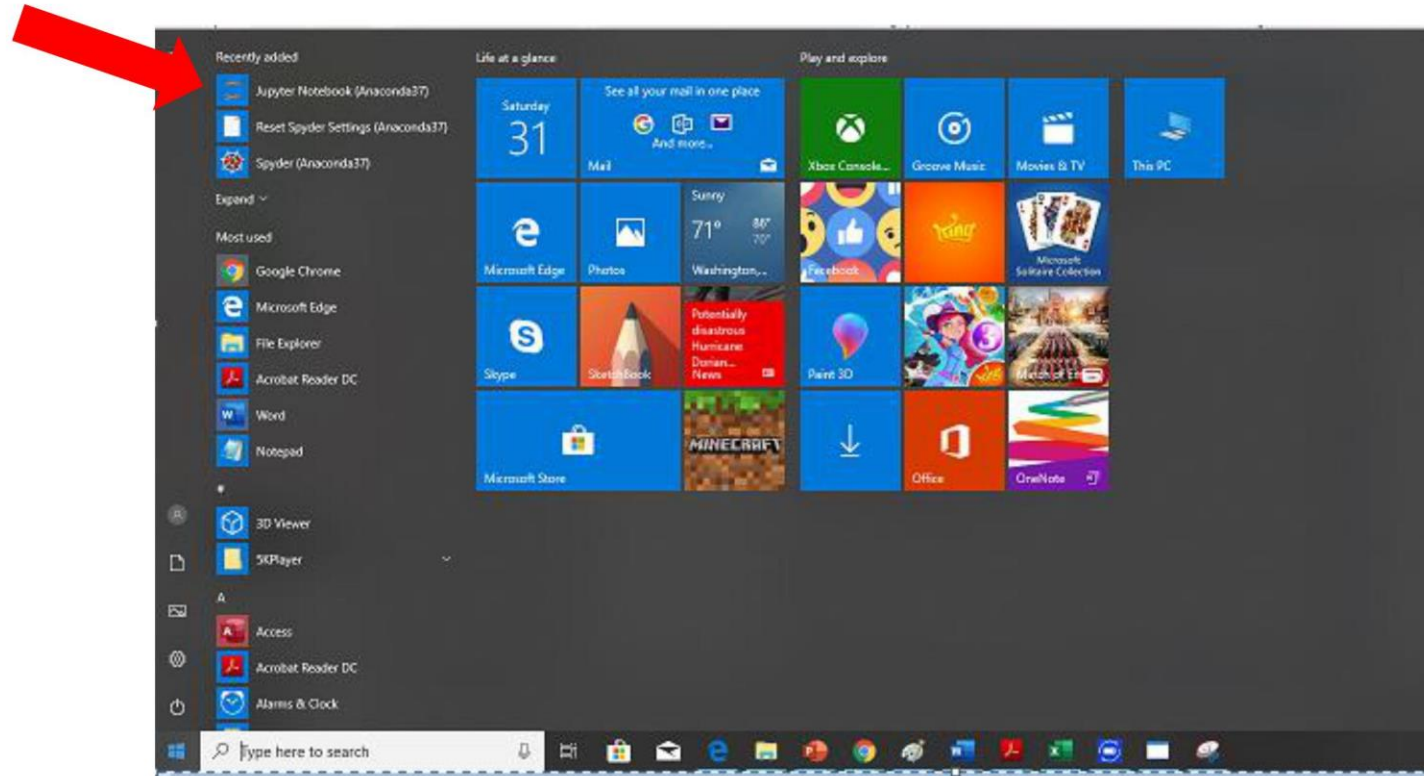 Recently added
Jupyter Notebook (Anaconda37)
Reset Spyder Settings (Anaconda37)
Spyder (Anaconda37)
Expand
Most used
Google Chrome
Microsoft Edge
File Explorer
Acrobat Reader DC
Word
Notepad
#
3D Viewer
5KPlayer
A
Access
Acrobat Reader DC
Alarms & Clock
Life at a glance
Saturday
31
See all your mail in one place
And more...
Mail
Microsoft Edge
Photos
Sunny
71° 86°
70°
Washington,...
Skype
SketchBook
Potentially
disastrous
Hurricane
Dorian...
News
Microsoft Store
MINECRAFT
Play and explore
Xbox Console...
Groove Music
Movies & TV
This PC
Facebook
King
Microsoft
Solitaire Collection
Paint 3D
3
Office
OneNote
Type here to search